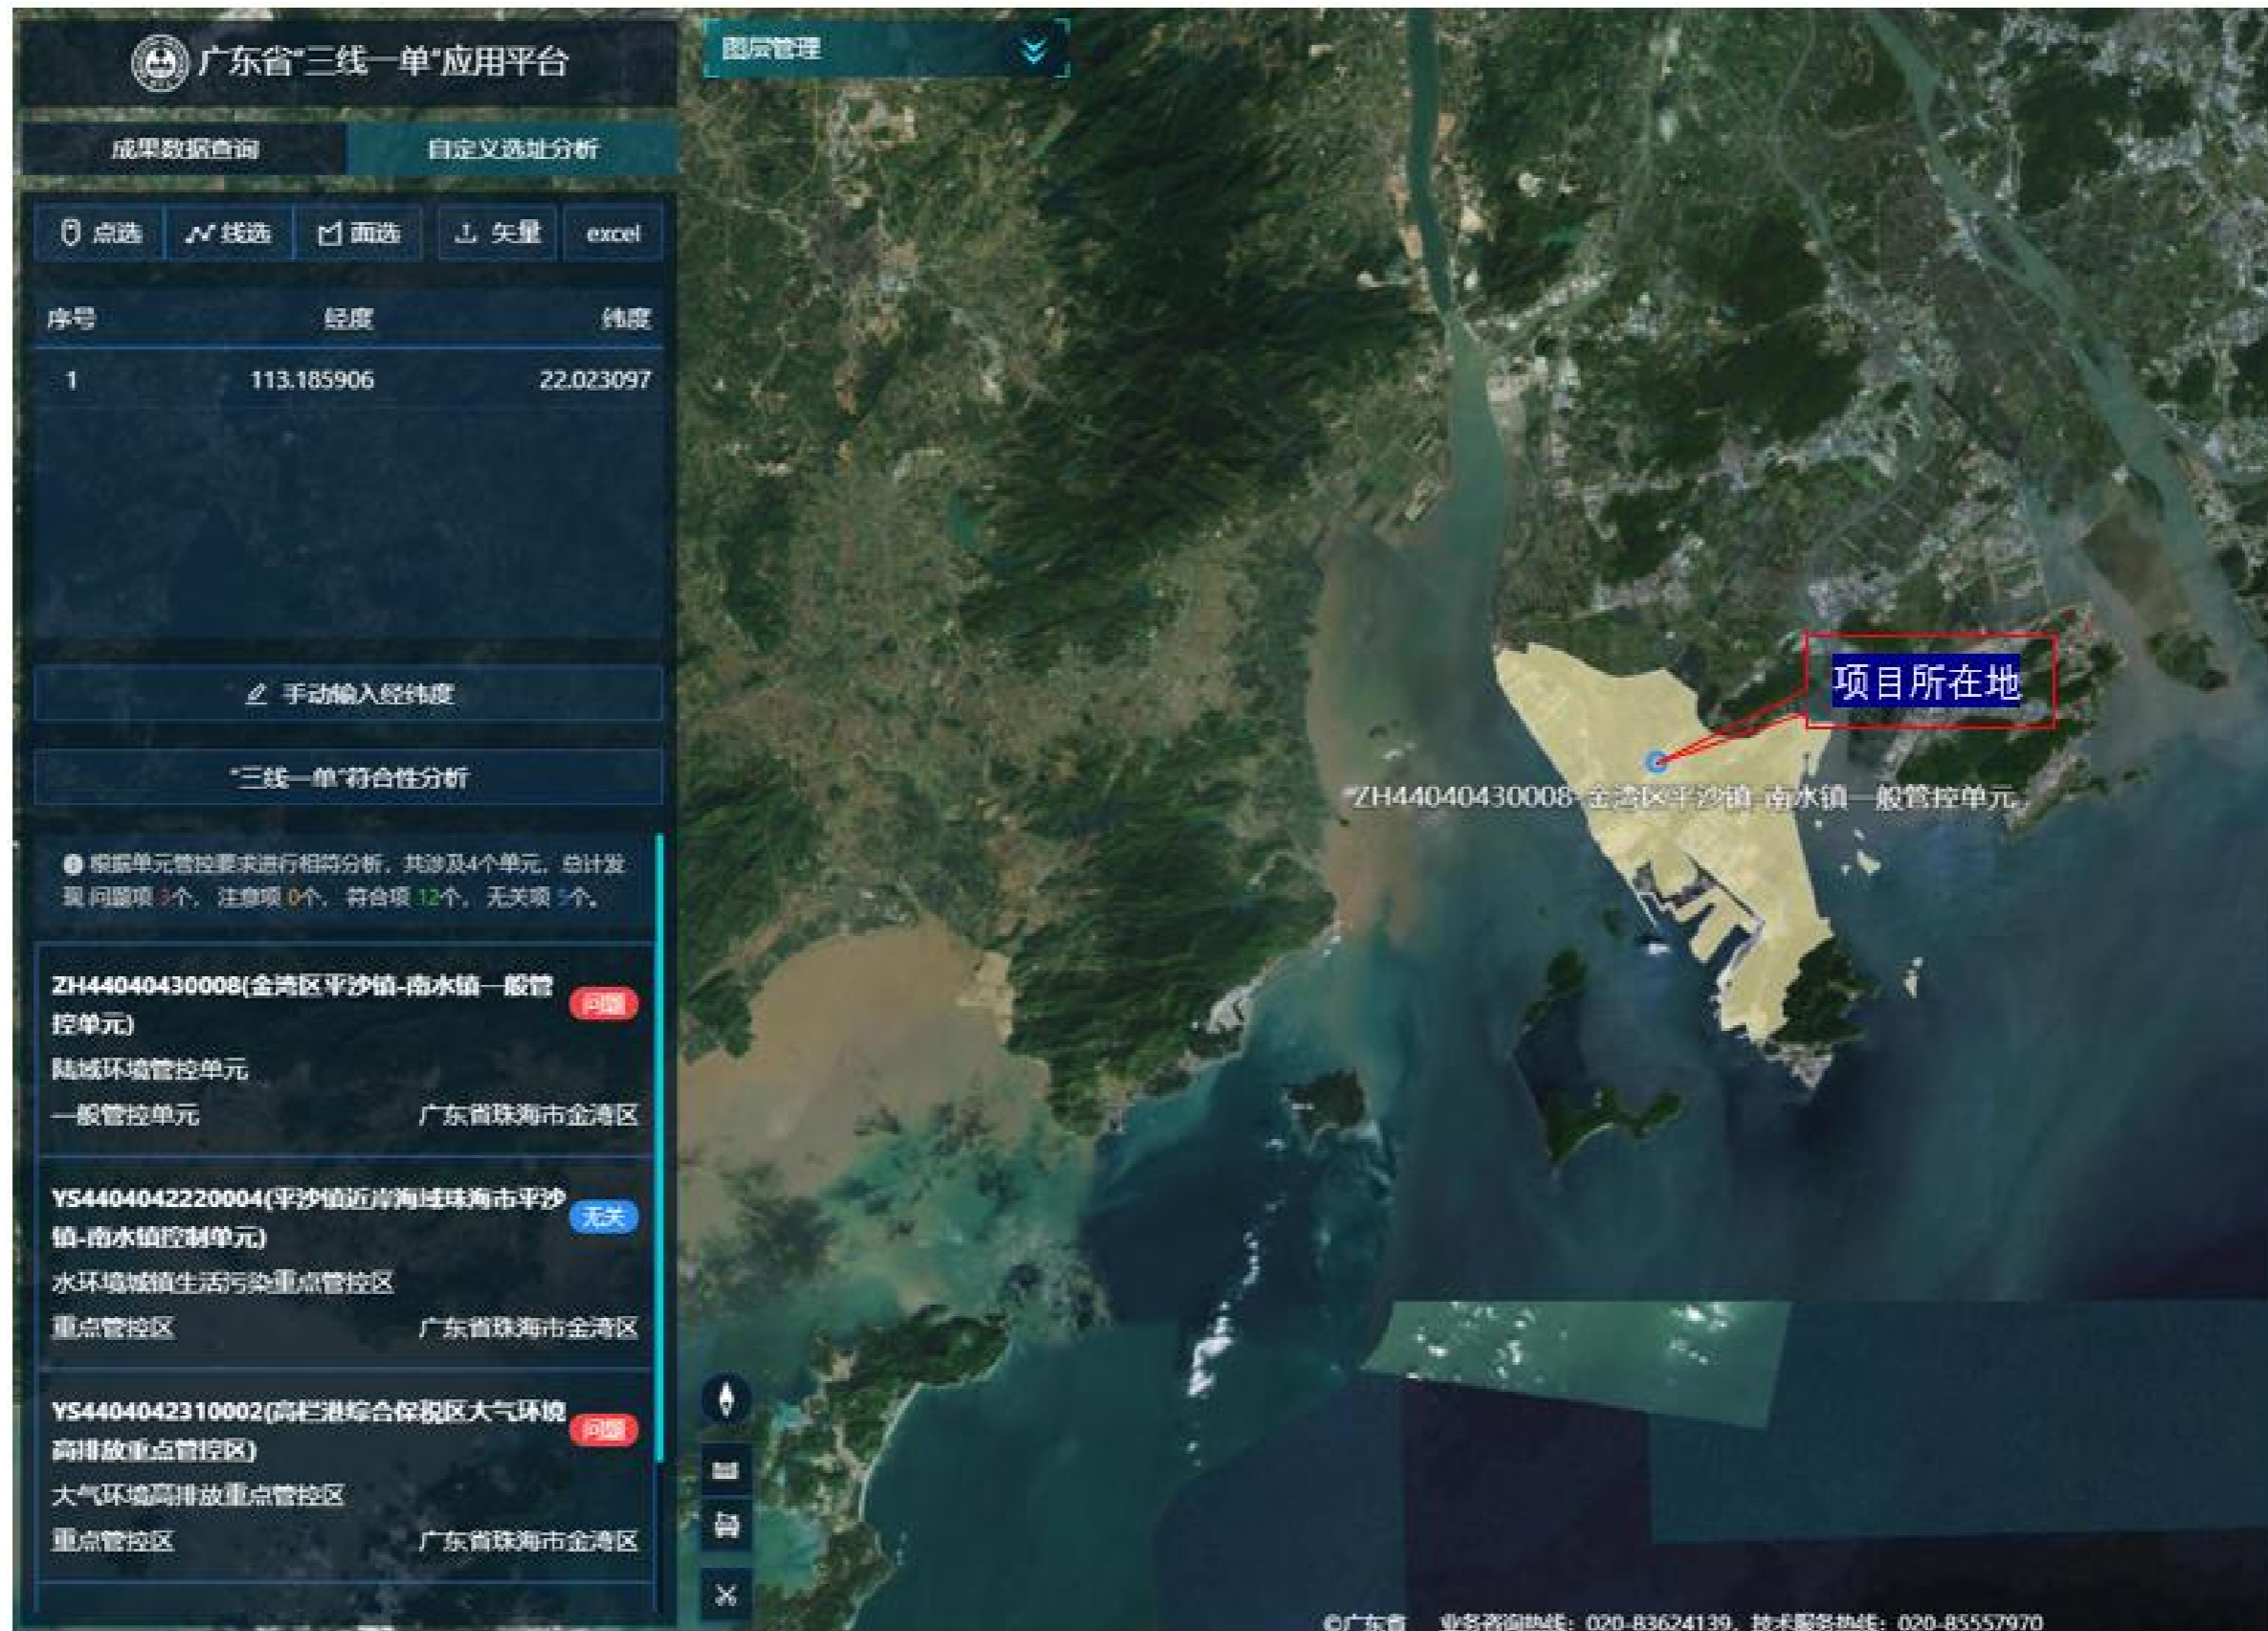 广东省“三线一单”应用平台
成果数据查询 自定义选址分析
点选 线选 面选 矢量 excel
序号 经度 纬度
1 113.185906 22.023097
手动输入经纬度
“三线一单”符合性分析
根据单元管控要求进行相符分析，共涉及4个单元，总计发
现 问题项 3个， 注意项 0个， 符合项 12个， 无关项 5个。
ZH44040430008(金湾区平沙镇-南水镇一般管
控单元)
问题
陆域环境管控单元
一般管控单元 广东省珠海市金湾区
YS4404042220004(平沙镇近岸海域珠海市平沙
镇-南水镇控制单元)
无关
水环境城镇生活污染重点管控区
重点管控区 广东省珠海市金湾区
YS4404042310002(高栏港综合保税区大气环境
高排放重点管控区)
问题
大气环境高排放重点管控区
重点管控区 广东省珠海市金湾区
图层管理
项目所在地
ZH44040430008-金湾区平沙镇-南水镇一般管控单元
©广东省 业务咨询热线：020-83624139，技术服务热线：020-85557970